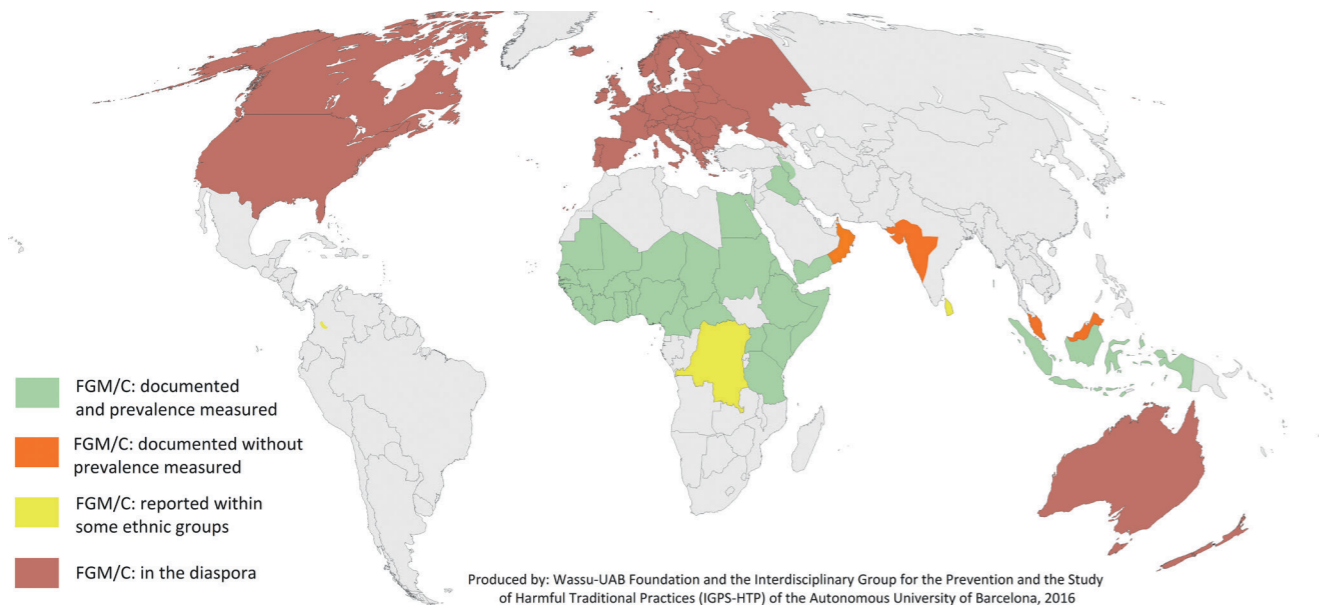 FGM/C: documented
and prevalence measured
FGM/C: documented without
prevalence measured
FGM/C: reported within
some ethnic groups
FGM/C: in the diaspora
Produced by: Wassu-UAB Foundation and the Interdisciplinary Group for the Prevention and the Study
of Harmful Traditional Practices (IGPS-HTP) of the Autonomous University of Barcelona, 2016